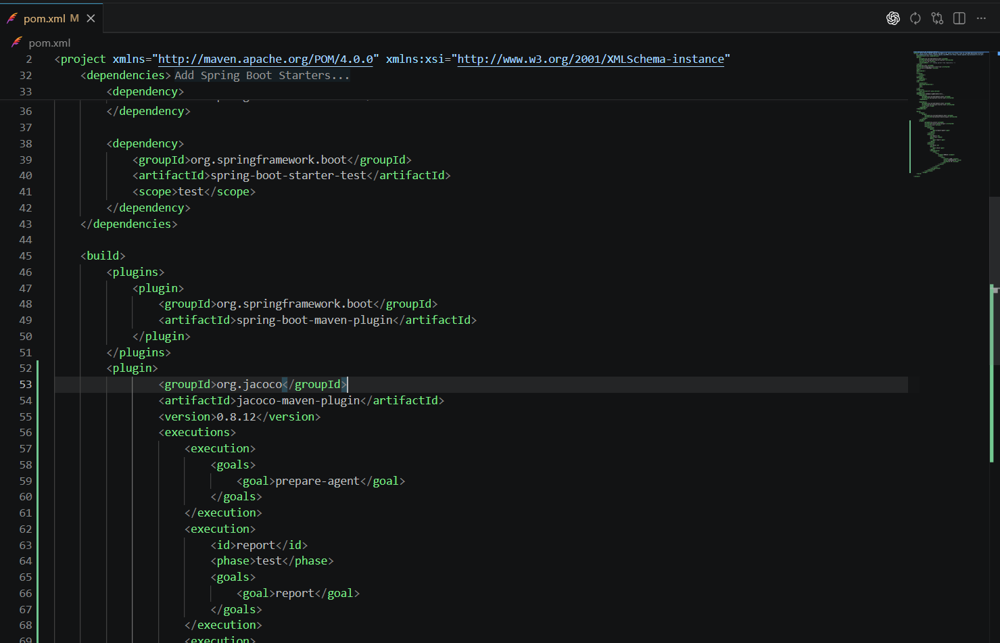 pom.xml M
pom.xml
2 <project xmlns="http://maven.apache.org/POM/4.0.0" xmlns:xsi="http://www.w3.org/2001/XMLSchema-instance"
32 <dependencies> Add Spring Boot Starters...
33 <dependency>
36 </dependency>
37
38 <dependency>
39 <groupId>org.springframework.boot</groupId>
40 <artifactId>spring-boot-starter-test</artifactId>
41 <scope>test</scope>
42 </dependency>
43 </dependencies>
44
45 <build>
46 <plugins>
47 <plugin>
48 <groupId>org.springframework.boot</groupId>
49 <artifactId>spring-boot-maven-plugin</artifactId>
50 </plugin>
51 </plugins>
52 <plugin>
53 <groupId>org.jacoco</groupId>
54 <artifactId>jacoco-maven-plugin</artifactId>
55 <version>0.8.12</version>
56 <executions>
57 <execution>
58 <goals>
59 <goal>prepare-agent</goal>
60 </goals>
61 </execution>
62 <execution>
63 <id>report</id>
64 <phase>test</phase>
65 <goals>
66 <goal>report</goal>
67 </goals>
68 </execution>
69 <execution>